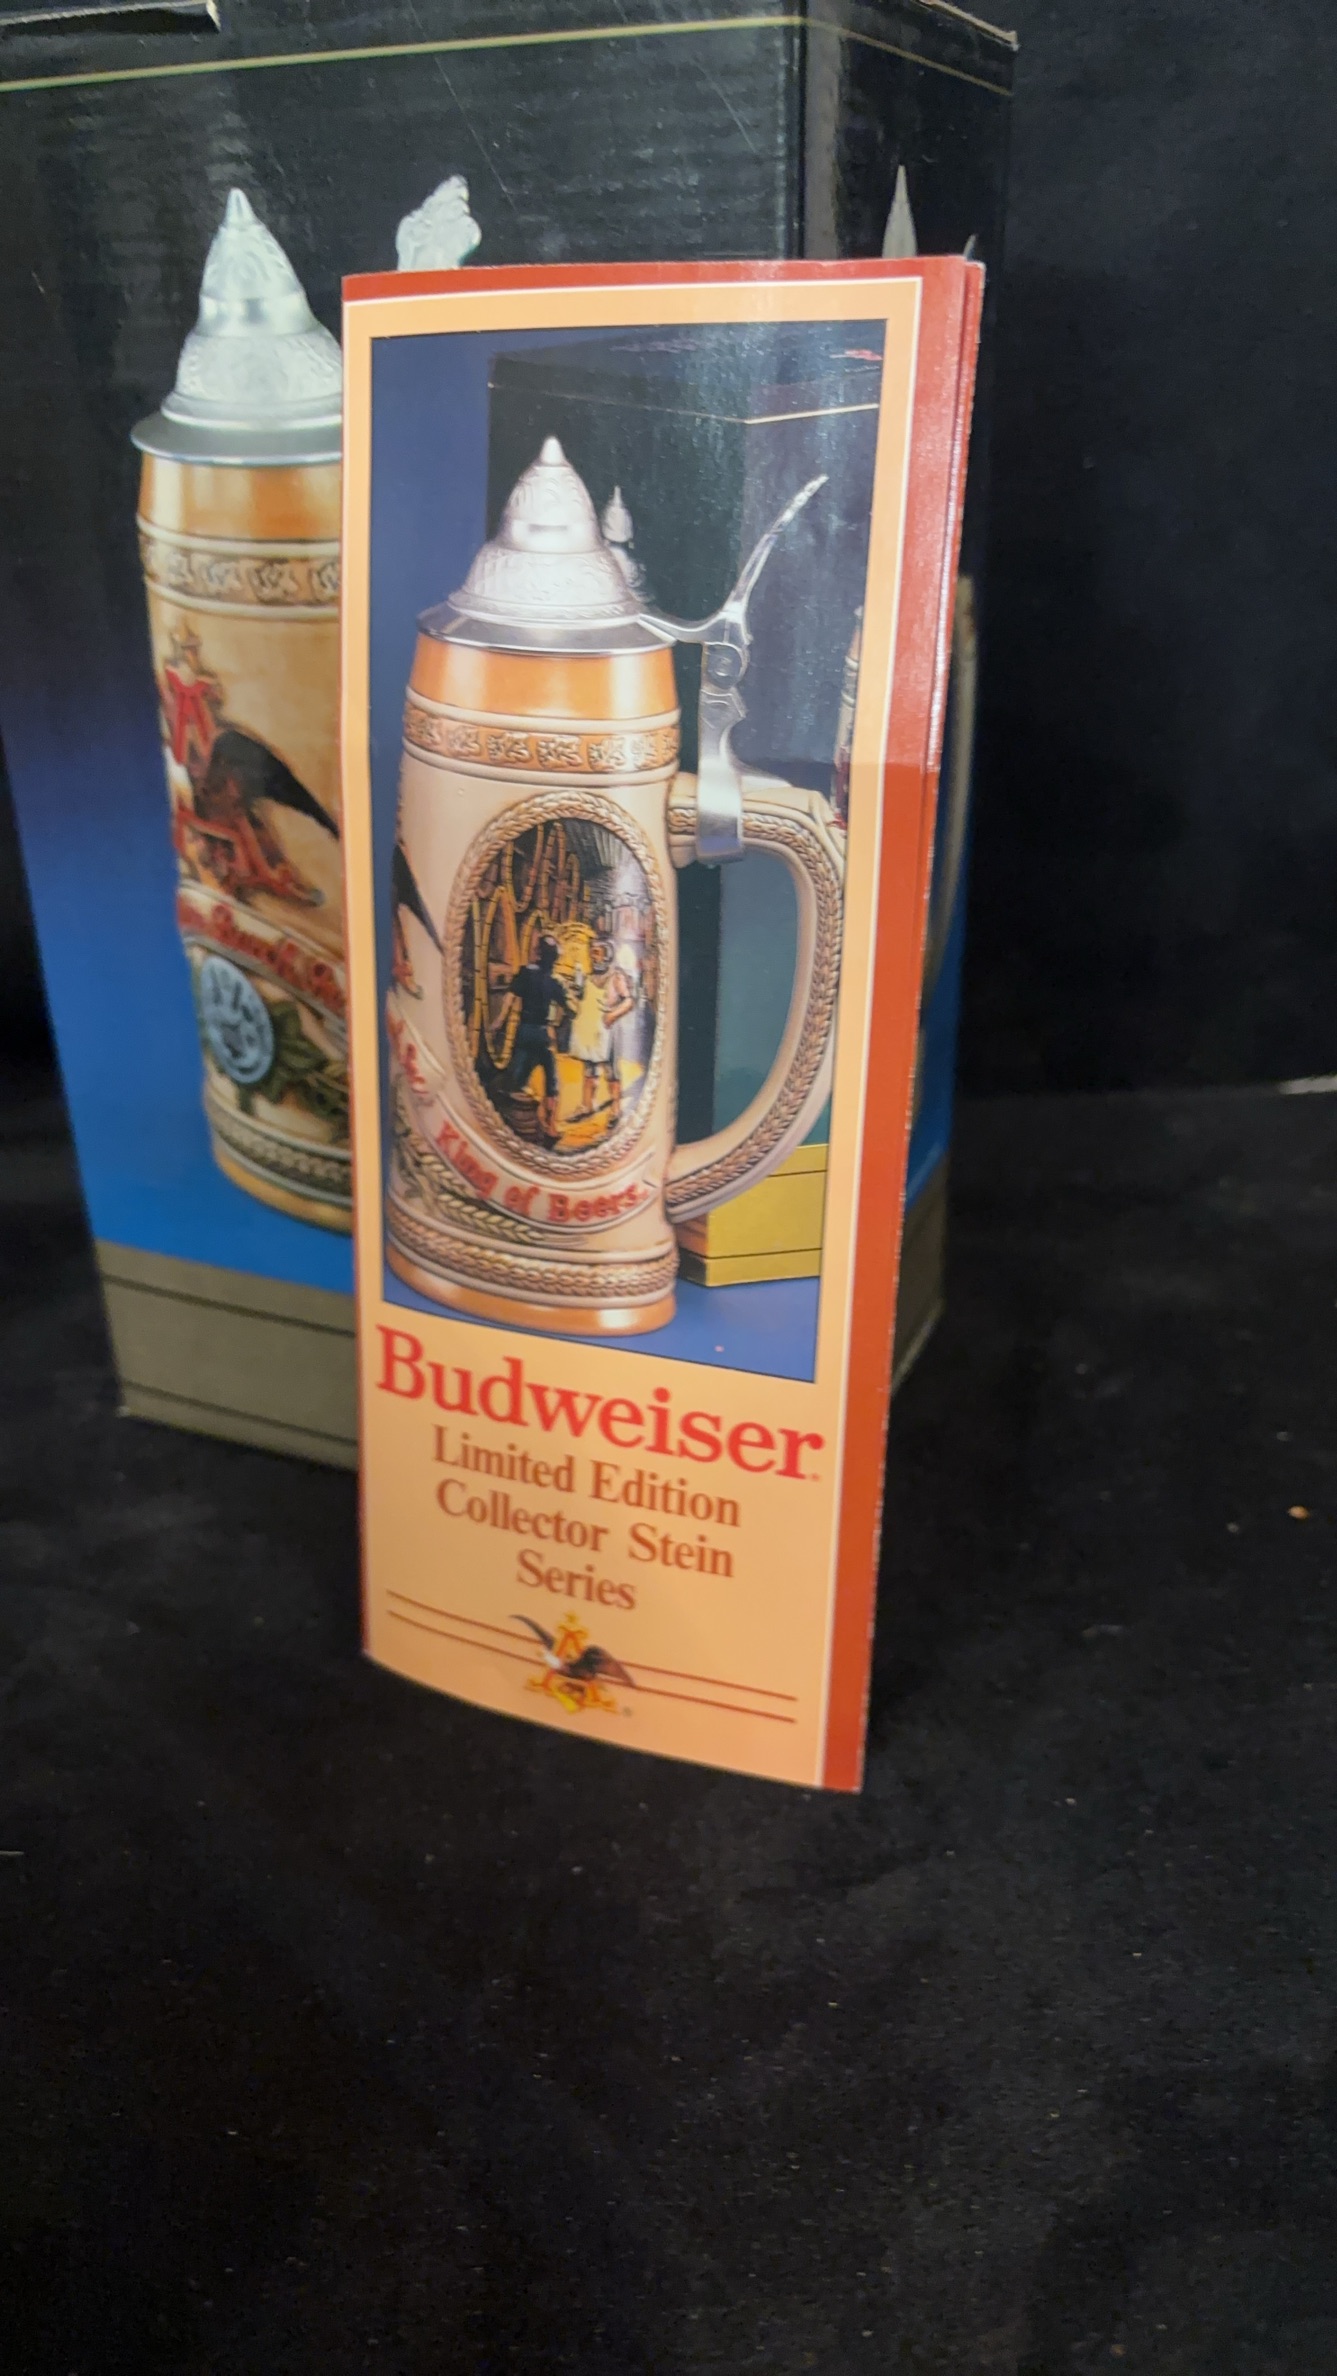 King of Beers.
Budweiser
Limited Edition
Collector Stein
Series